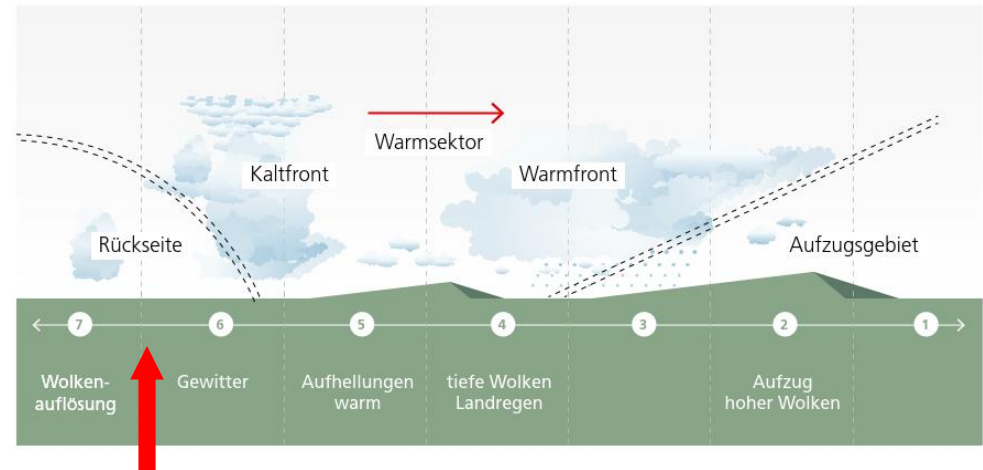 Warmsektor
Kaltfront
Warmfront
Rückseite
Aufzugsgebiet
7
6
5
4
3
2
1
Wolken-
auflösung
Gewitter
Aufhellungen
warm
tiefe Wolken
Landregen
Aufzug
hoher Wolken